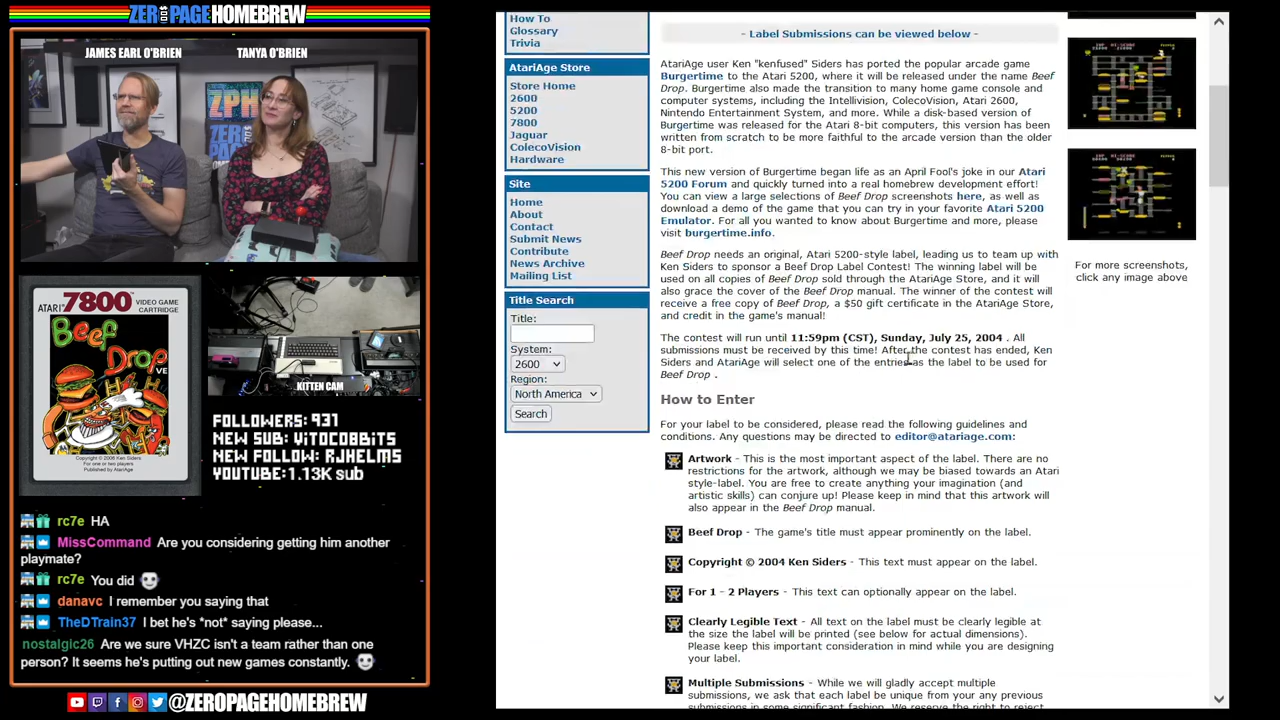 ZERO PAGE HOMEBREW
JAMES EARL O'BRIEN
TANYA O'BRIEN
ZPH
ATARI 7800 VIDEO GAME CARTRIDGE
Beef Drop
VE
Copyright © 2006 Ken Siders
For one or two players
Published by AtariAge
KITTEN CAM
FOLLOWERS: 931
NEW SUB: VITOCOBBITS
NEW FOLLOW: RJHELMS
YOUTUBE: 1.13K sub
rc7e HA
MissCommand Are you considering getting him another
playmate?
rc7e You did
danavc I remember you saying that
TheDTrain37 I bet he's *not* saying please...
nostalgic26 Are we sure VHZC isn't a team rather than one
person? It seems he's putting out new games constantly.
@ZEROPAGEHOMEBREW
How To
Glossary
Trivia
AtariAge Store
Store Home
2600
5200
7800
Jaguar
ColecoVision
Hardware
Site
Home
About
Contact
Submit News
Contribute
News Archive
Mailing List
Title Search
Title:
System:
2600
Region:
North America
Search
- Label Submissions can be viewed below -
AtariAge user Ken "kenfused" Siders has ported the popular arcade game
Burgertime to the Atari 5200, where it will be released under the name Beef
Drop. Burgertime also made the transition to many home game console and
computer systems, including the Intellivision, ColecoVision, Atari 2600,
Nintendo Entertainment System, and more. While a disk-based version of
Burgertime was released for the Atari 8-bit computers, this version has been
written from scratch to be more faithful to the arcade version than the older
8-bit port.
This new version of Burgertime began life as an April Fool's joke in our Atari
5200 Forum and quickly turned into a real homebrew development effort!
You can view a large selections of Beef Drop screenshots here, as well as
download a demo of the game that you can try in your favorite Atari 5200
Emulator. For all you wanted to know about Burgertime and more, please
visit burgertime.info.
Beef Drop needs an original, Atari 5200-style label, leading us to team up with
Ken Siders to sponsor a Beef Drop Label Contest! The winning label will be
used on all copies of Beef Drop sold through the AtariAge Store, and it will
also grace the cover of the Beef Drop manual. The winner of the contest will
receive a free copy of Beef Drop, a $50 gift certificate in the AtariAge Store,
and credit in the game's manual!
The contest will run until 11:59pm (CST), Sunday, July 25, 2004 . All
submissions must be received by this time! After the contest has ended, Ken
Siders and AtariAge will select one of the entries as the label to be used for
Beef Drop .
How to Enter
For your label to be considered, please read the following guidelines and
conditions. Any questions may be directed to editor@atariage.com:
Artwork - This is the most important aspect of the label. There are no
restrictions for the artwork, although we may be biased towards an Atari
style-label. You are free to create anything your imagination (and
artistic skills) can conjure up! Please keep in mind that this artwork will
also appear in the Beef Drop manual.
Beef Drop - The game's title must appear prominently on the label.
Copyright © 2004 Ken Siders - This text must appear on the label.
For 1 - 2 Players - This text can optionally appear on the label.
Clearly Legible Text - All text on the label must be clearly legible at
the size the label will be printed (see below for actual dimensions).
Please keep this important consideration in mind while you are designing
your label.
Multiple Submissions - While we will gladly accept multiple
submissions, we ask that each label be unique from your any previous
submissions in some significant fashion. We reserve the right to reject
For more screenshots,
click any image above